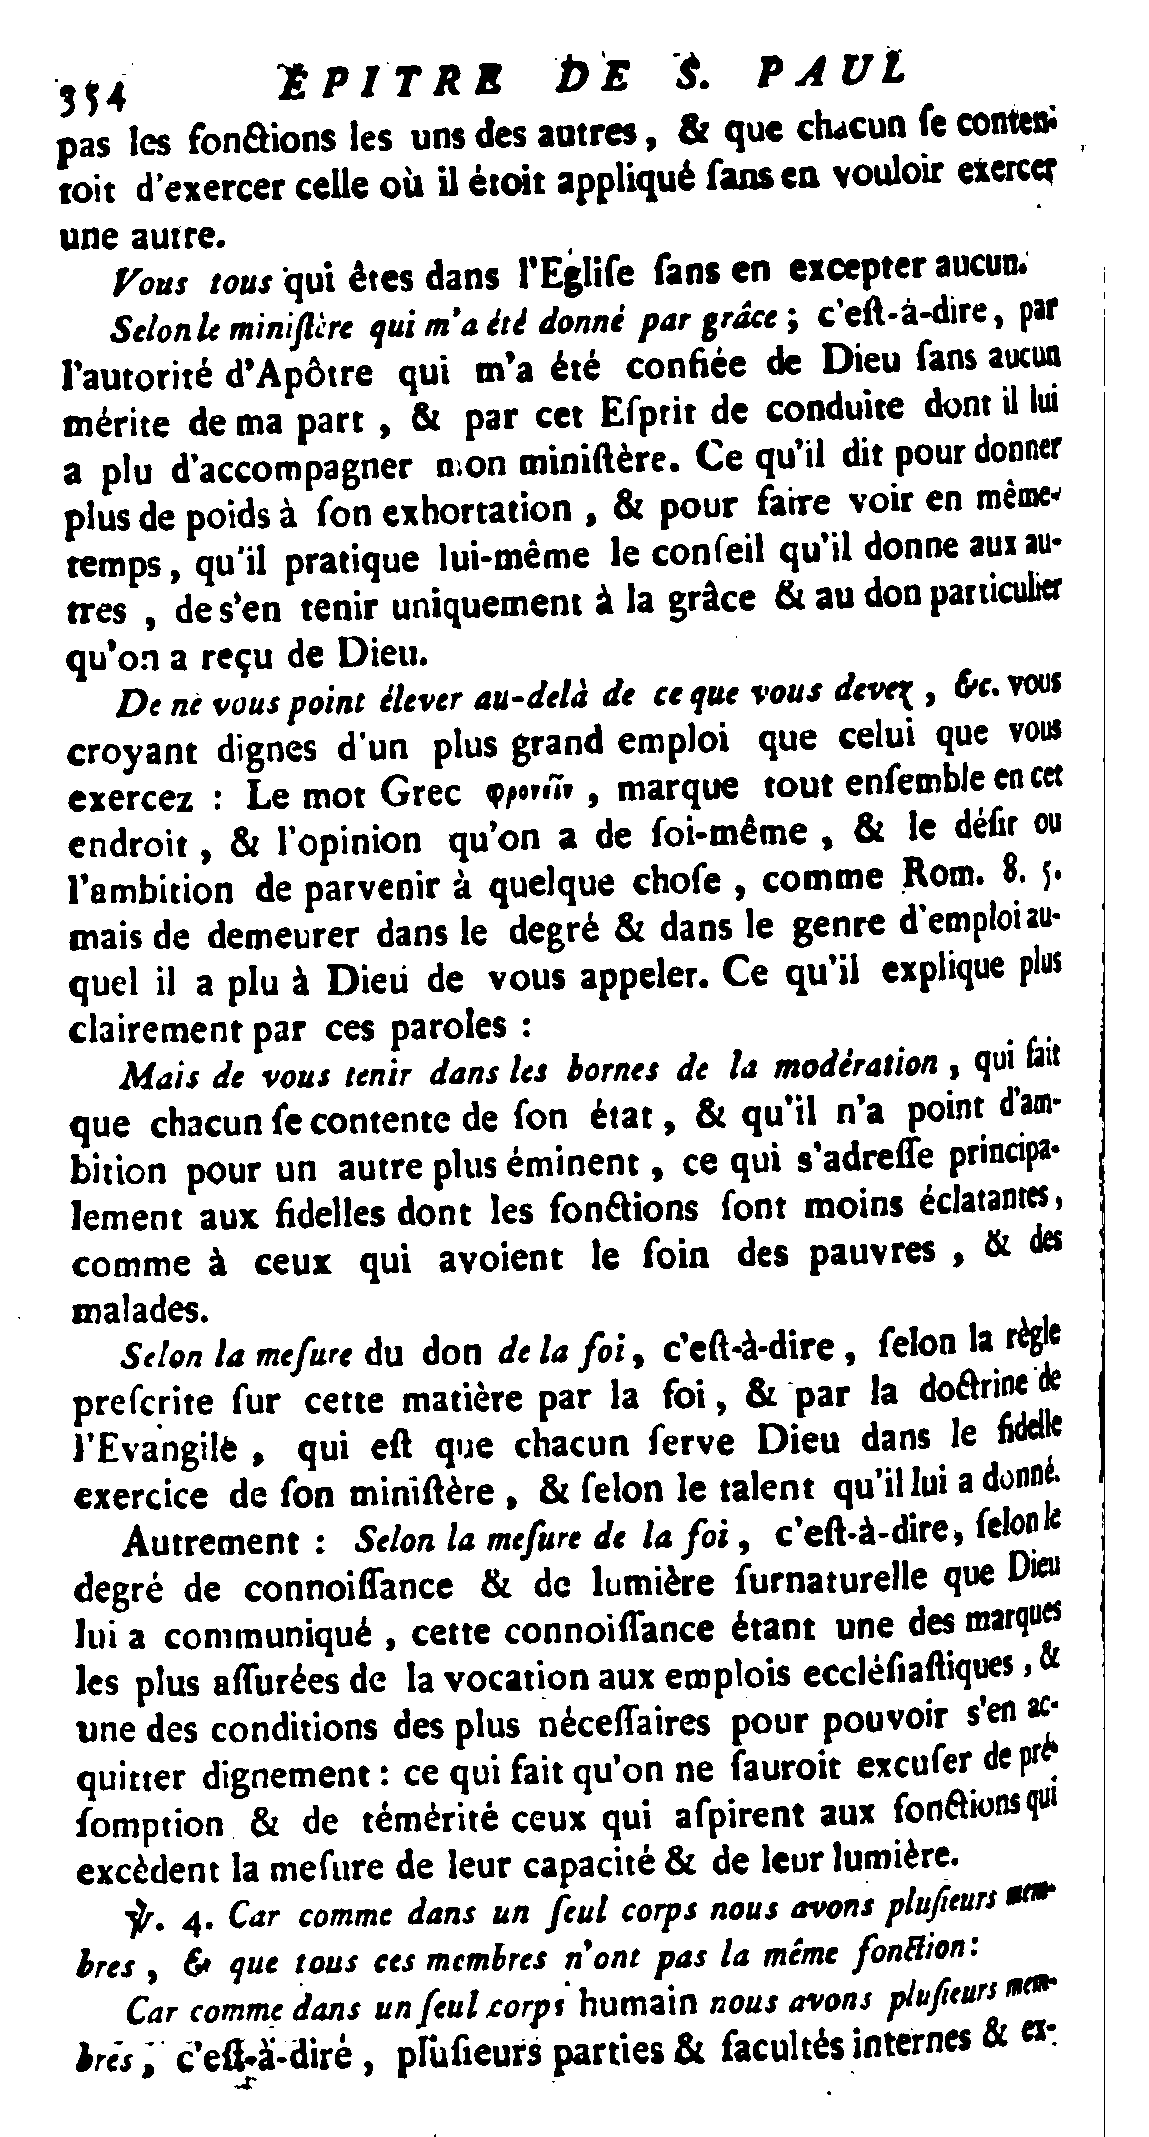 354 ÉPITRE DE S. PAUL
pas les fonctions les uns des autres, & que chacun ſe conten-
toit d'exercer celle où il étoit appliqué ſans en vouloir exercer
une autre.
Vous tous qui êtes dans l'Egliſe ſans en excepter aucun.
Selon le miniſtère qui m'a été donné par grâce ; c'eſt-à-dire, par
l'autorité d'Apôtre qui m'a été confiée de Dieu ſans aucun
mérite de ma part, & par cet Eſprit de conduite dont il lui
a plu d'accompagner mon miniſtère. Ce qu'il dit pour donner
plus de poids à ſon exhortation, & pour faire voir en même-
temps, qu'il pratique lui-même le conſeil qu'il donne aux au-
tres, de s'en tenir uniquement à la grâce & au don particulier
qu'on a reçu de Dieu.
De ne vous point élever au-delà de ce que vous devez, &c. vous
croyant dignes d'un plus grand emploi que celui que vous
exercez : Le mot Grec φρονεῖν, marque tout enſemble en cet
endroit, & l'opinion qu'on a de ſoi-même, & le déſir ou
l'ambition de parvenir à quelque choſe, comme Rom. 8. 5.
mais de demeurer dans le degré & dans le genre d'emploi au-
quel il a plu à Dieu de vous appeler. Ce qu'il explique plus
clairement par ces paroles :
Mais de vous tenir dans les bornes de la modération, qui fait
que chacun ſe contente de ſon état, & qu'il n'a point d'am-
bition pour un autre plus éminent, ce qui s'adreſſe principa-
lement aux fidelles dont les fonctions ſont moins éclatantes,
comme à ceux qui avoient le ſoin des pauvres, & des
malades.
Selon la meſure du don de la foi, c'eſt-à-dire, ſelon la règle
preſcrite ſur cette matière par la foi, & par la doctrine de
l'Evangile, qui eſt que chacun ſerve Dieu dans le fidelle
exercice de ſon miniſtère, & ſelon le talent qu'il lui a donné.
Autrement : Selon la meſure de la foi, c'eſt-à-dire, ſelon le
degré de connoiſſance & de lumière ſurnaturelle que Dieu
lui a communiqué, cette connoiſſance étant une des marques
les plus aſſurées de la vocation aux emplois eccléſiaſtiques, &
une des conditions des plus néceſſaires pour pouvoir s'en ac-
quitter dignement : ce qui fait qu'on ne ſauroit excuſer de pré-
ſomption & de témérité ceux qui aſpirent aux fonctions qui
excèdent la meſure de leur capacité & de leur lumière.
℣. 4. Car comme dans un ſeul corps nous avons pluſieurs mem-
bres, & que tous ces membres n'ont pas la même fonction :
Car comme dans un ſeul corps humain nous avons pluſieurs mem-
bres, c'eſt-à-dire, pluſieurs parties & facultés internes & ex-